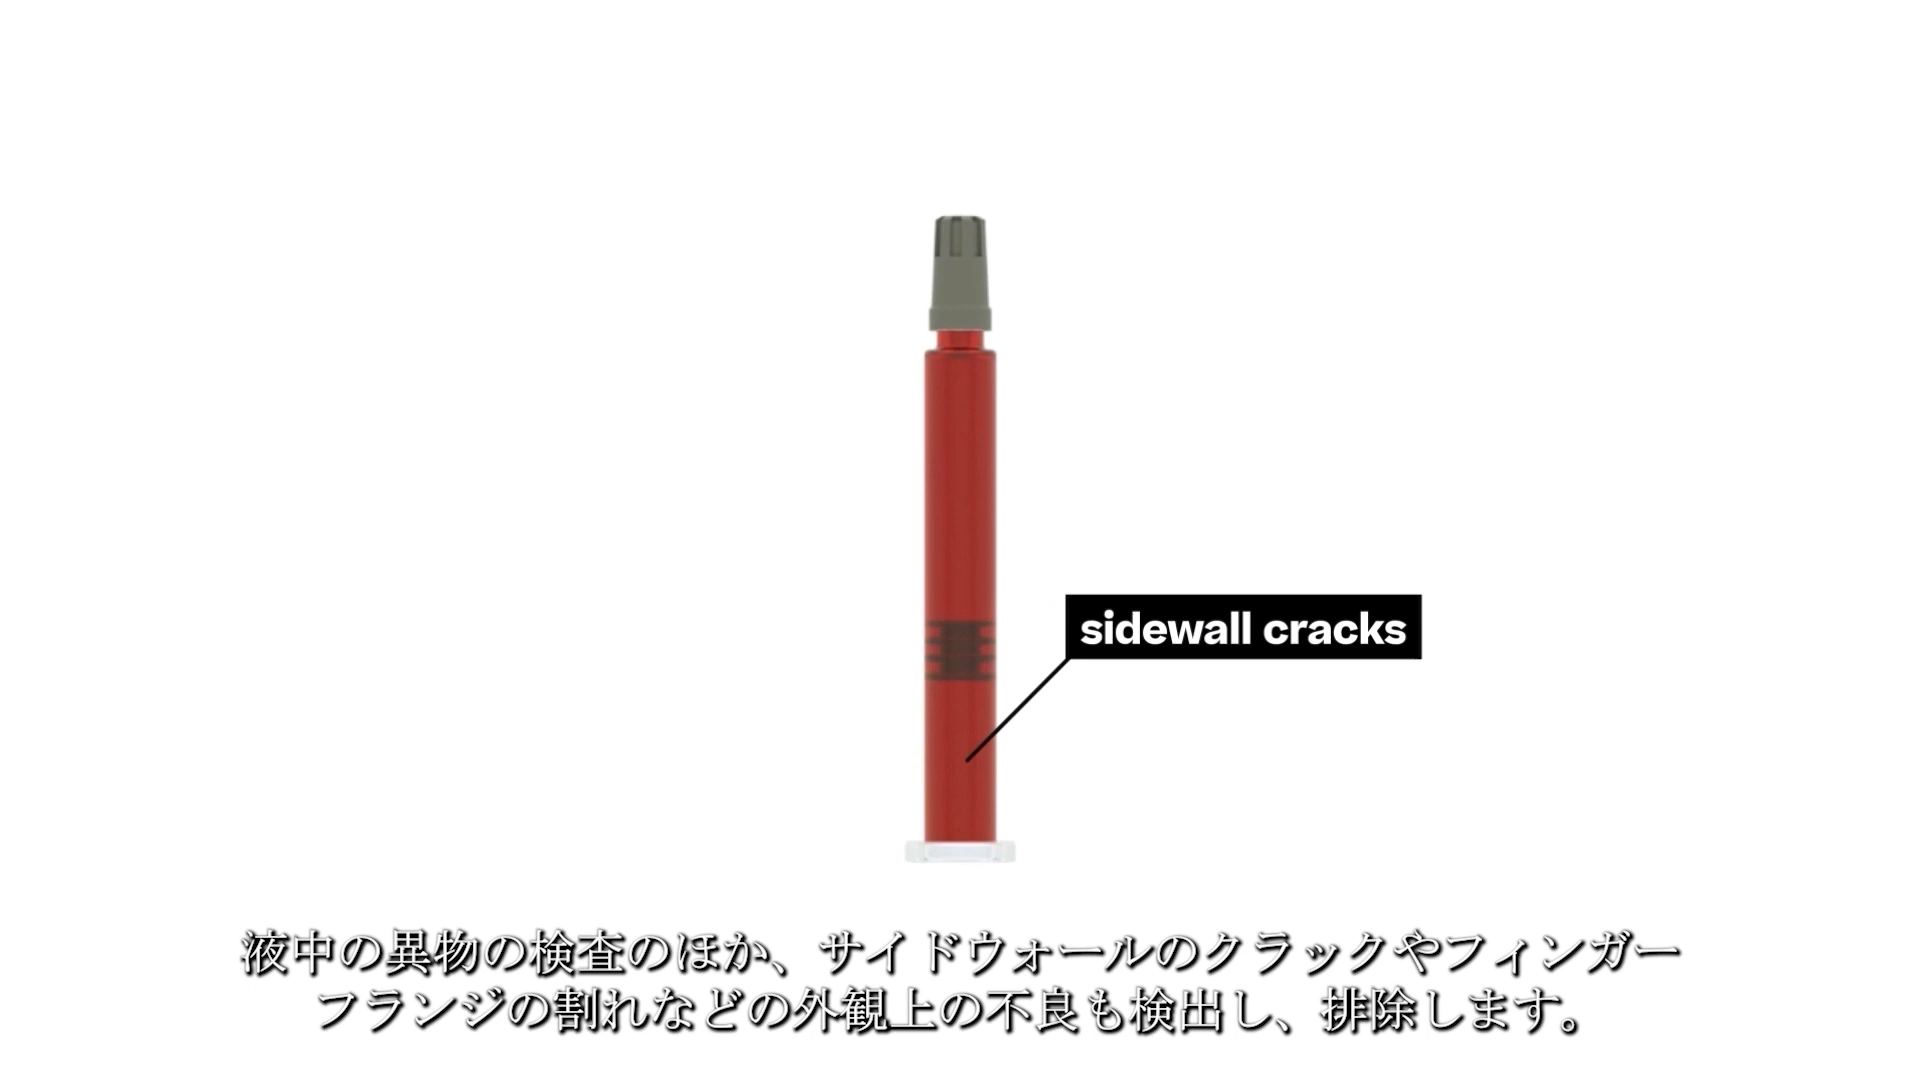 sidewall cracks
液中の異物の検査のほか、サイドウォールのクラックやフィンガー
フランジの割れなどの外観上の不良も検出し、排除します。